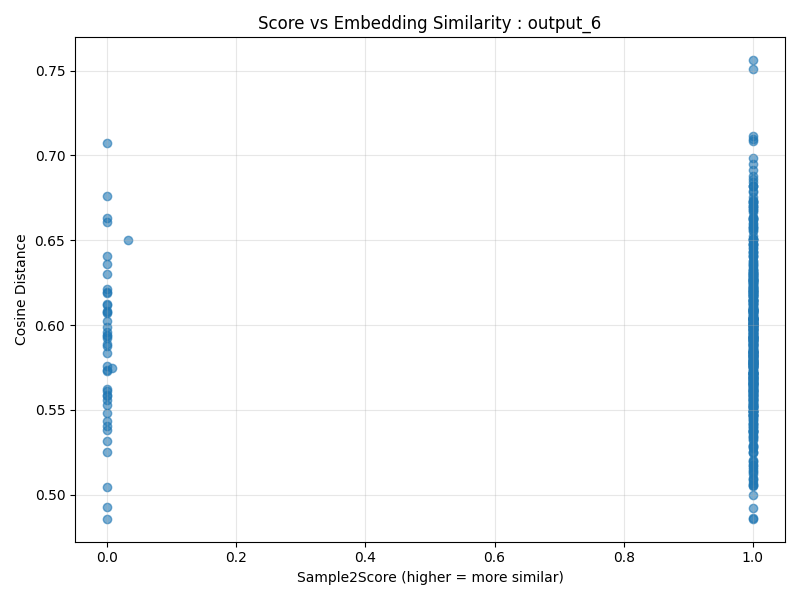 Score vs Embedding Similarity : output_6
Cosine Distance
0.75
0.70
0.65
0.60
0.55
0.50
0.0 0.2 0.4 0.6 0.8 1.0
Sample2Score (higher = more similar)